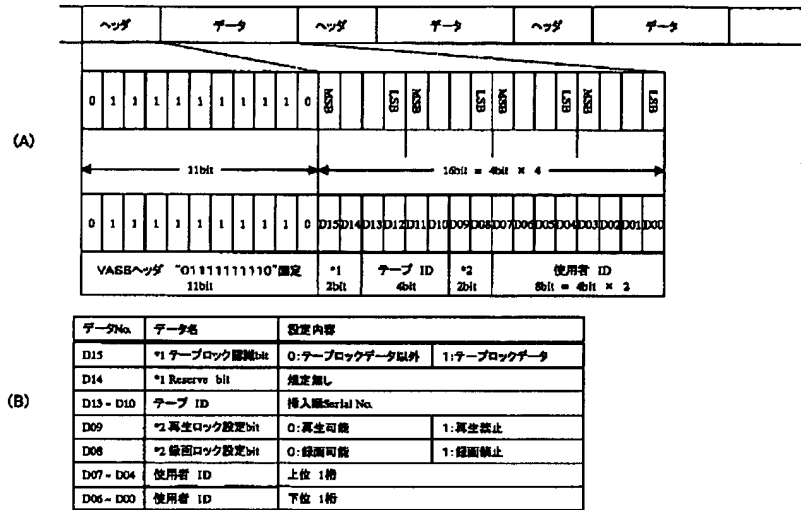 ヘッダ データ ヘッダ データ ヘッダ データ
(A)
0 1 1 1 1 1 1 1 1 1 0 MSB LSB MSB LSB MSB LSB MSB LSB
11bit 16bit = 4bit × 4
0 1 1 1 1 1 1 1 1 1 0 D15 D14 D13 D12 D11 D10 D09 D08 D07 D06 D05 D04 D03 D02 D01 D00
VASSヘッダ "01111111110"固定 *1 テープ ID *2 使用者 ID
11bit 2bit 4bit 2bit 8bit = 4bit × 2
(B)
データNo. データ名 設定内容
D15 *1 テープロック認識bit 0:テープロックデータ以外 1:テープロックデータ
D14 *1 Reserve bit 規定無し
D13~D10 テープ ID 挿入順Serial No.
D09 *2 再生ロック設定bit 0:再生可能 1:再生禁止
D08 *2 録画ロック設定bit 0:録画可能 1:録画禁止
D07~D04 使用者 ID 上位 1桁
D06~D00 使用者 ID 下位 1桁